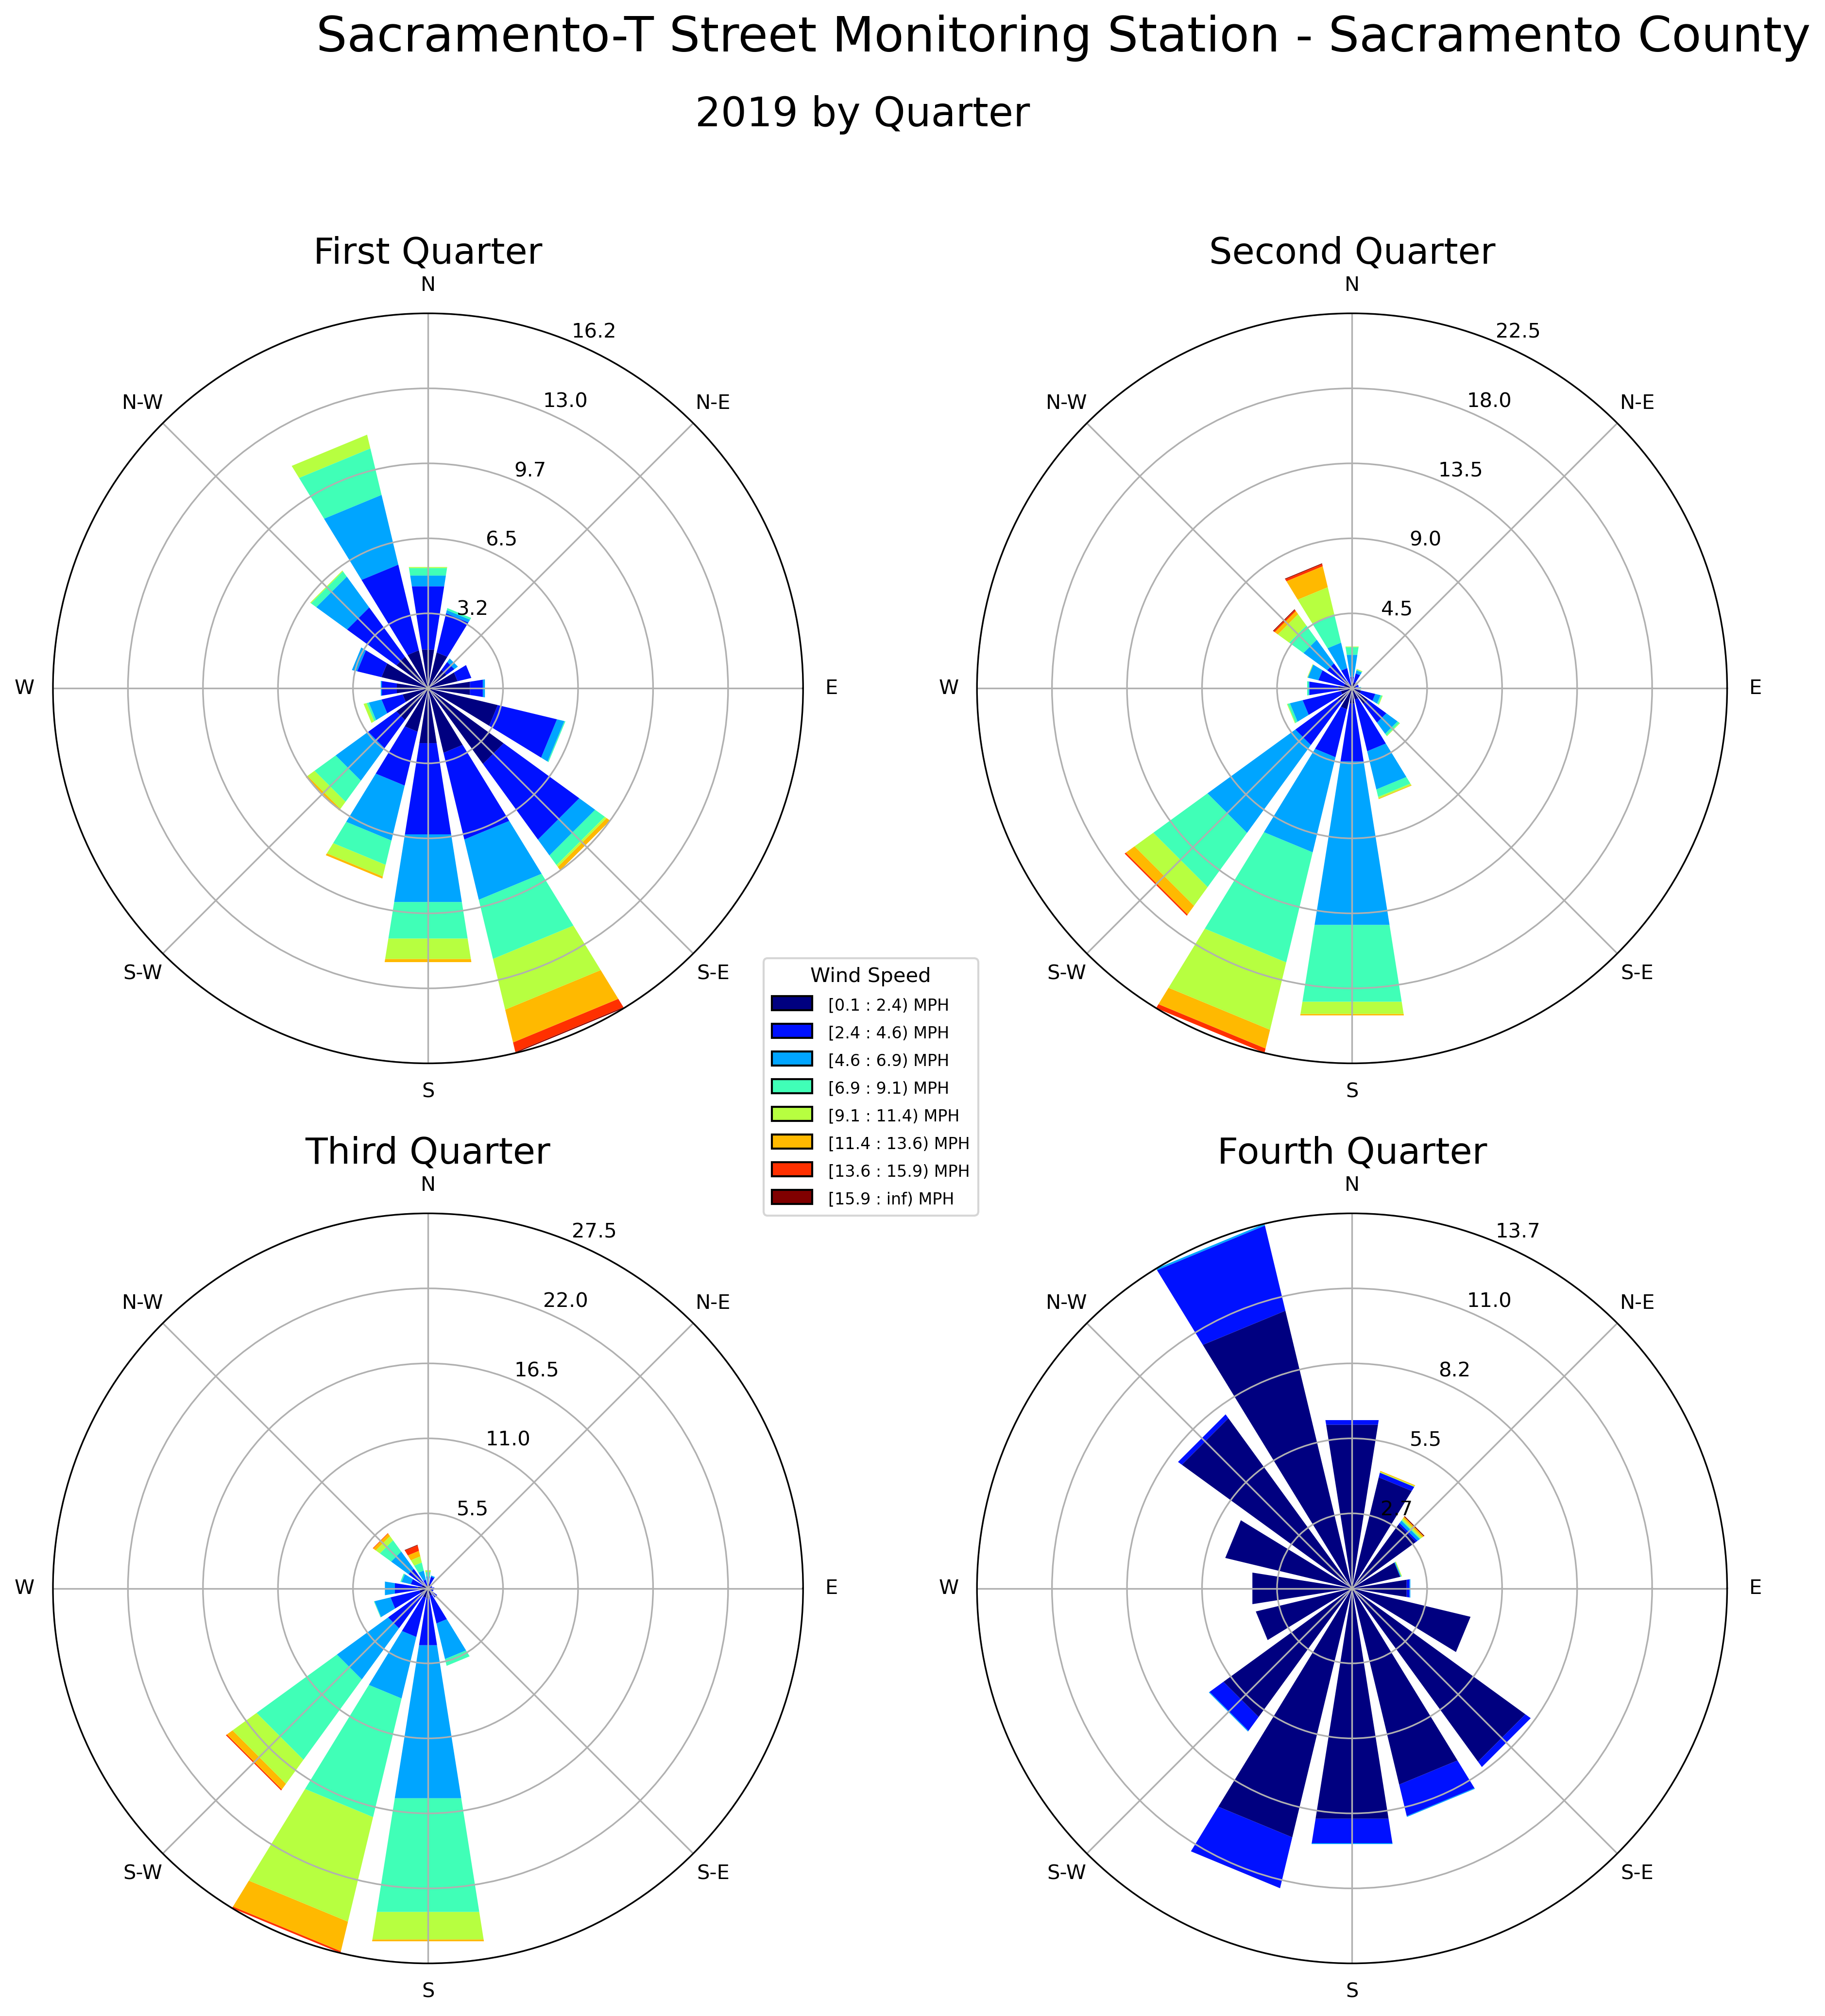 Sacramento-T Street Monitoring Station - Sacramento County
2019 by Quarter
First Quarter
N
16.2
13.0
9.7
6.5
3.2
N-W
N-E
W
E
S-W
S-E
S
Second Quarter
N
22.5
18.0
13.5
9.0
4.5
N-W
N-E
W
E
S-W
S-E
S
Wind Speed
[0.1 : 2.4) MPH
[2.4 : 4.6) MPH
[4.6 : 6.9) MPH
[6.9 : 9.1) MPH
[9.1 : 11.4) MPH
[11.4 : 13.6) MPH
[13.6 : 15.9) MPH
[15.9 : inf) MPH
Third Quarter
N
27.5
22.0
16.5
11.0
5.5
N-W
N-E
W
E
S-W
S-E
S
Fourth Quarter
N
13.7
11.0
8.2
5.5
2.7
N-W
N-E
W
E
S-W
S-E
S